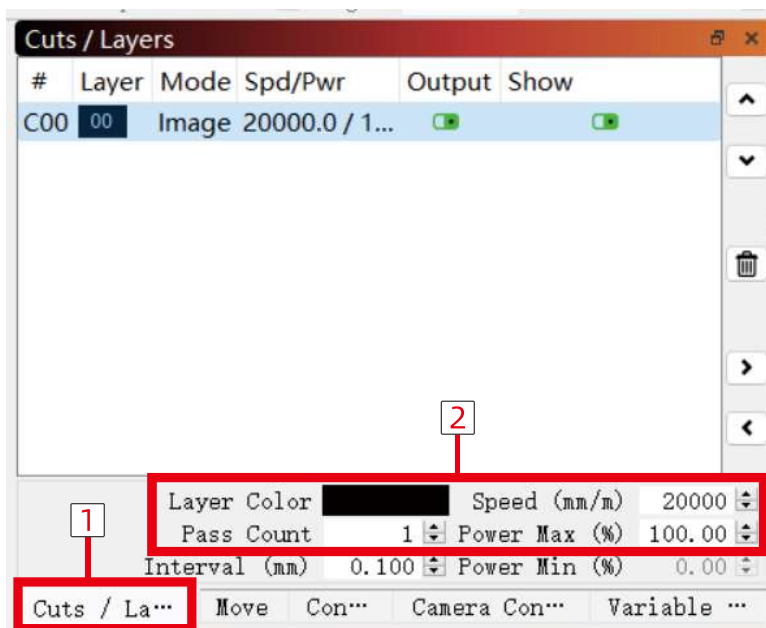 Cuts / Layers
# Layer Mode Spd/Pwr Output Show
C00 00 Image 20000.0 / 1...
2
Layer Color Speed (mm/m) 20000
1
Pass Count 1 Power Max (%) 100.00
Interval (mm) 0.100 Power Min (%) 0.00
Cuts / La… Move Con… Camera Con… Variable …